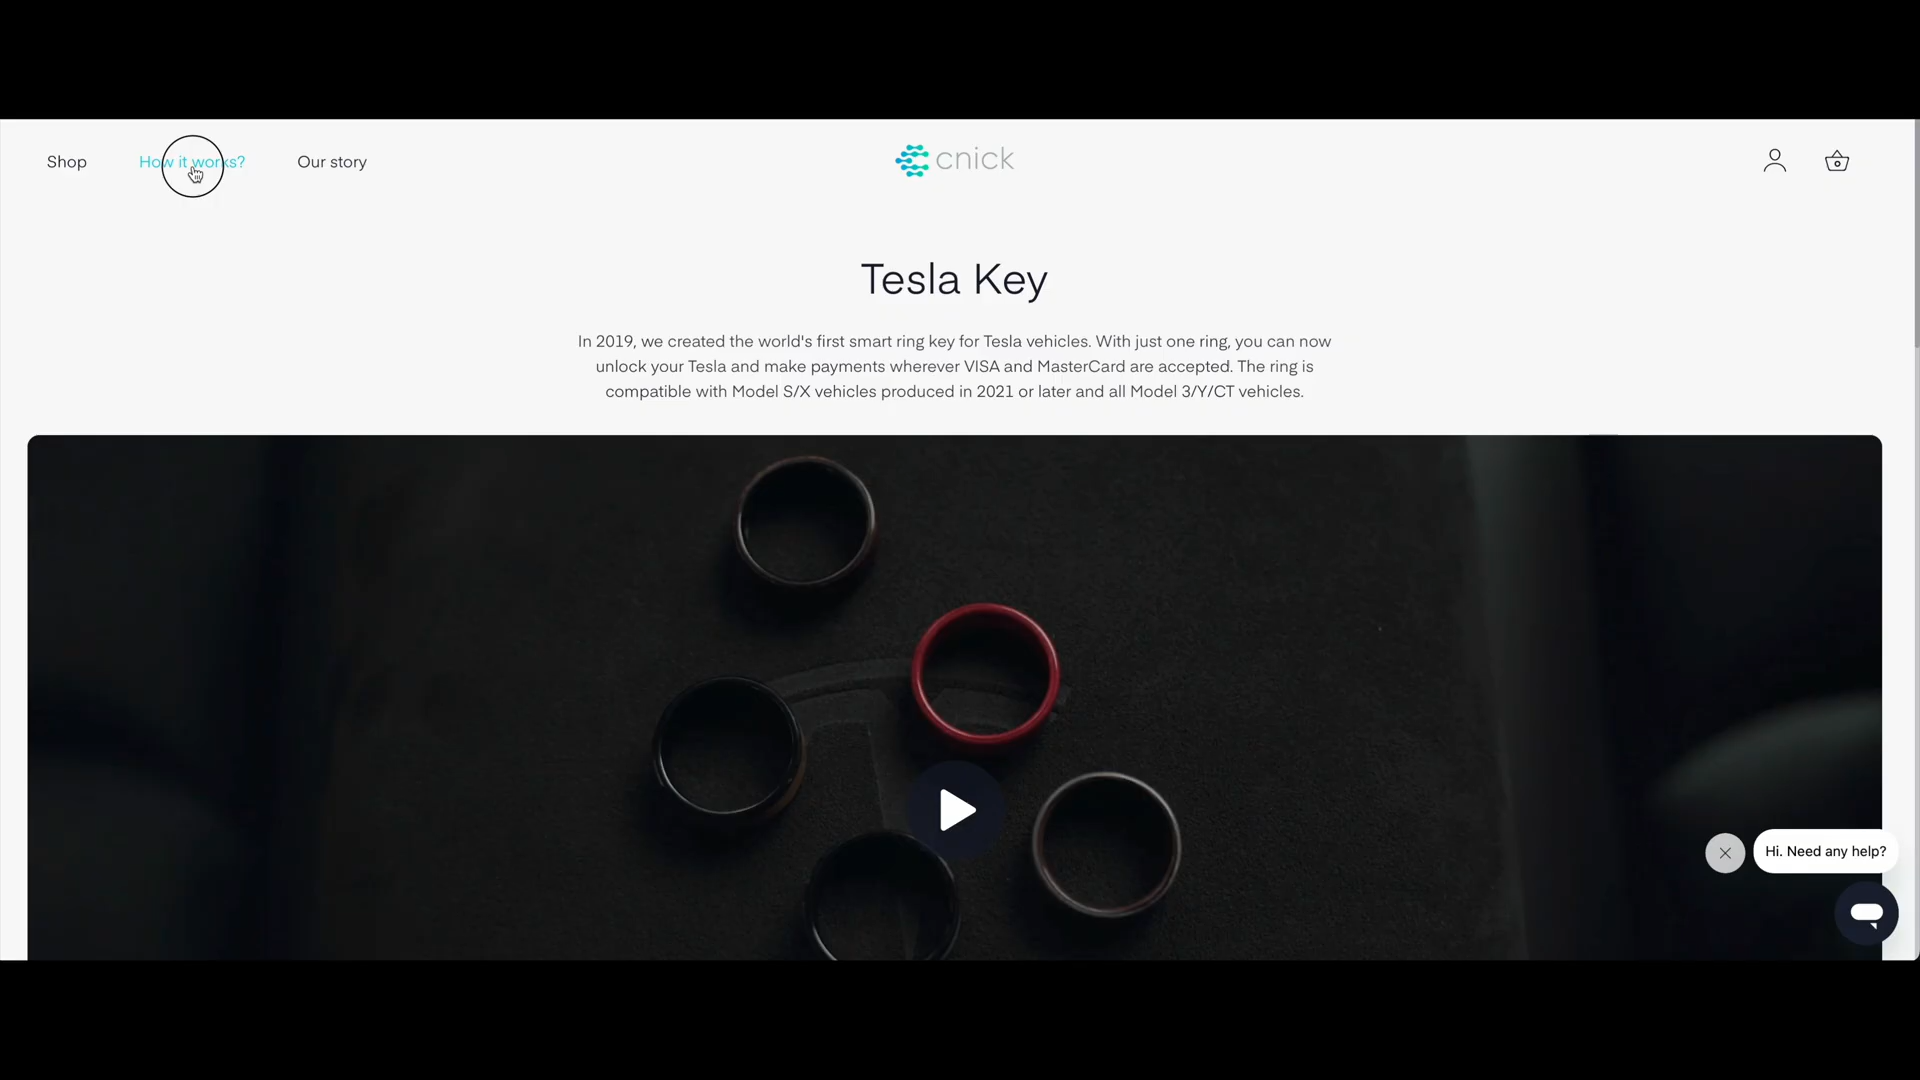 Shop
How it works?
Our story
cnick
Tesla Key
In 2019, we created the world's first smart ring key for Tesla vehicles. With just one ring, you can now
unlock your Tesla and make payments wherever VISA and MasterCard are accepted. The ring is
compatible with Model S/X vehicles produced in 2021 or later and all Model 3/Y/CT vehicles.
Hi. Need any help?